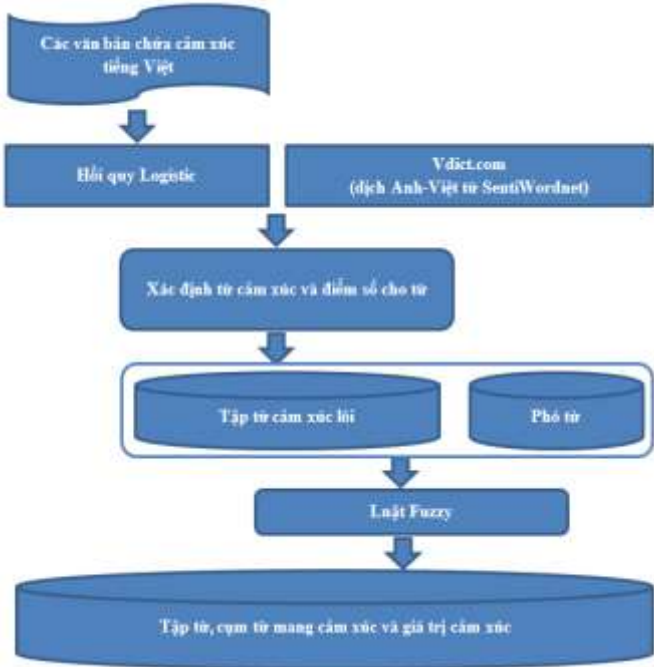 Các văn bản chứa cảm xúc
tiếng Việt
Hồi quy Logistic
Vdict.com
(dịch Anh-Việt từ SentiWordnet)
Xác định từ cảm xúc và điểm số cho từ
Tập từ cảm xúc lõi
Phó từ
Luật Fuzzy
Tập từ, cụm từ mang cảm xúc và giá trị cảm xúc